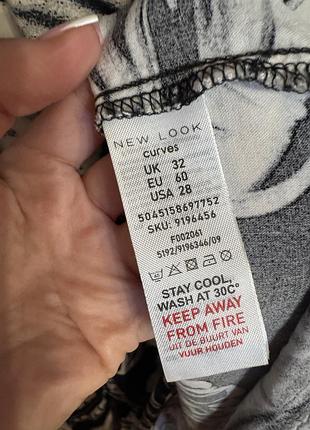 NEW LOOK
curves
UK 32
EU 60
USA 28
5045158697752
SKU: 9196456
F002061
5192/9196346/09
STAY COOL,
WASH AT 30C°
KEEP AWAY
FROM FIRE
UIT DE BUURT VAN
VUUR HOUDEN